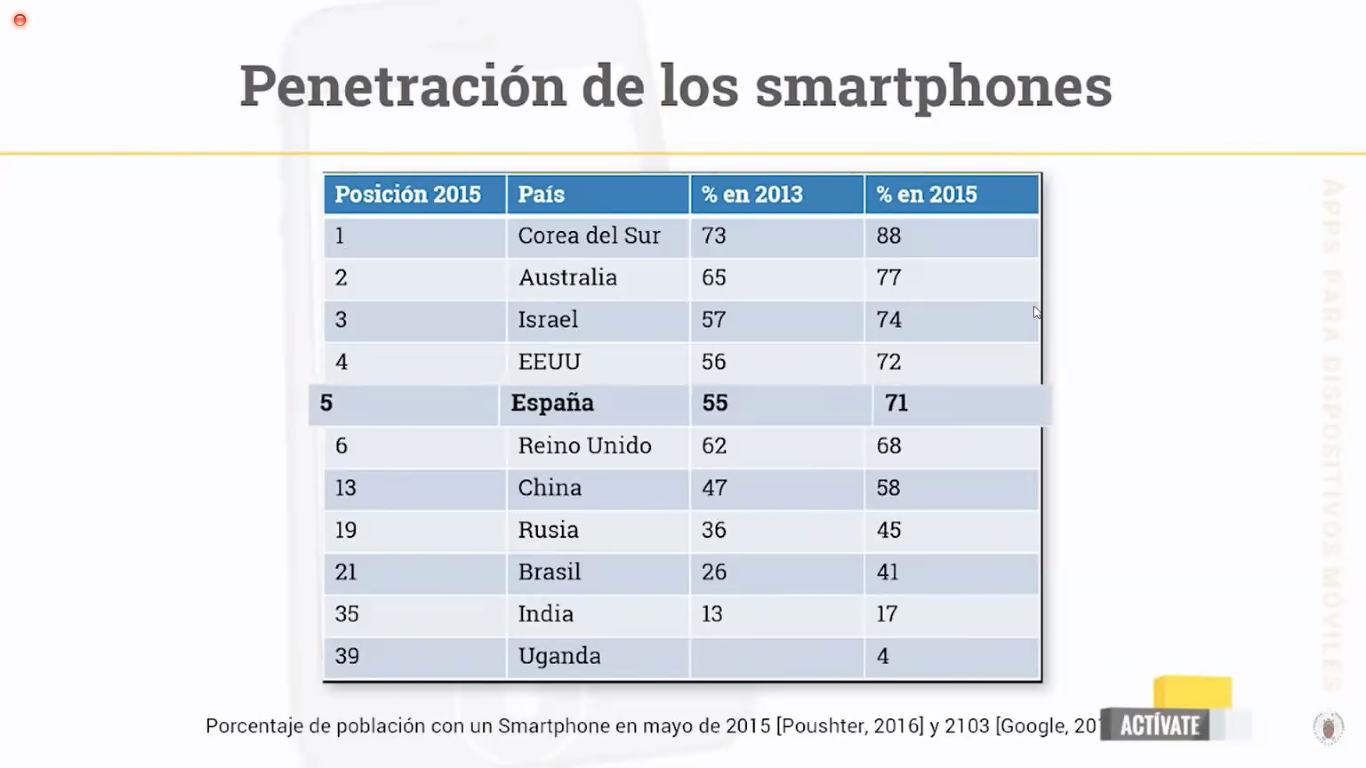 Penetración de los smartphones
Posición 2015 País % en 2013 % en 2015
1 Corea del Sur 73 88
2 Australia 65 77
3 Israel 57 74
4 EEUU 56 72
5 España 55 71
6 Reino Unido 62 68
13 China 47 58
19 Rusia 36 45
21 Brasil 26 41
35 India 13 17
39 Uganda 4
Porcentaje de población con un Smartphone en mayo de 2015 [Poushter, 2016] y 2103 [Google, 201
ACTÍVATE
APPS PARA DISPOSITIVOS MÓVILES